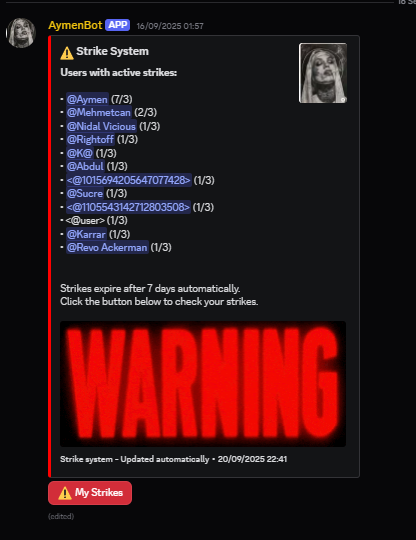 18 Se
AymenBot APP 16/09/2025 01:57
⚠️ Strike System
Users with active strikes:
• @Aymen (7/3)
• @Mehmetcan (2/3)
• @Nidal Vicious (1/3)
• @Rightoff (1/3)
• @K@ (1/3)
• @Abdul (1/3)
• <@1015694205647077428> (1/3)
• @Sucre (1/3)
• <@1105543142712803508> (1/3)
• <@user> (1/3)
• @Karrar (1/3)
• @Revo Ackerman (1/3)
Strikes expire after 7 days automatically.
Click the button below to check your strikes.
WARNING
Strike system - Updated automatically • 20/09/2025 22:41
⚠️ My Strikes
(edited)